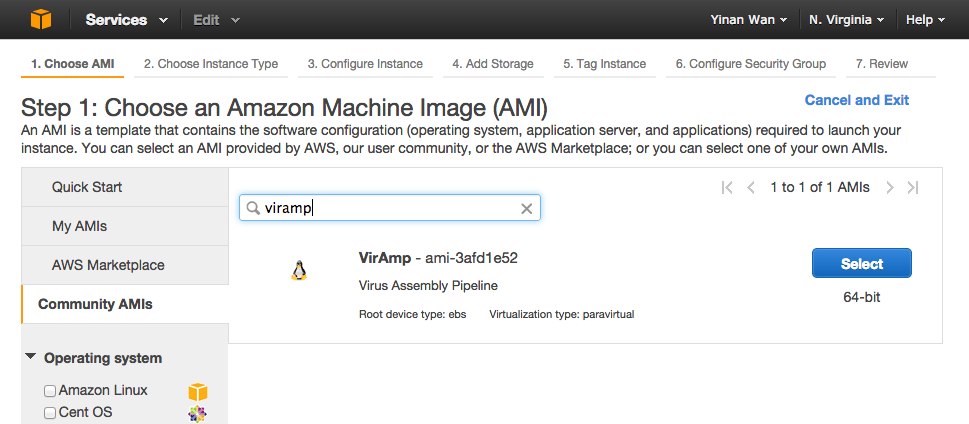 Services Edit Yinan Wan N. Virginia Help
1. Choose AMI 2. Choose Instance Type 3. Configure Instance 4. Add Storage 5. Tag Instance 6. Configure Security Group 7. Review
Step 1: Choose an Amazon Machine Image (AMI)
Cancel and Exit
An AMI is a template that contains the software configuration (operating system, application server, and applications) required to launch your
instance. You can select an AMI provided by AWS, our user community, or the AWS Marketplace; or you can select one of your own AMIs.
Quick Start
My AMIs
AWS Marketplace
Community AMIs
Operating system
Amazon Linux
Cent OS
1 to 1 of 1 AMIs
viramp
VirAmp - ami-3afd1e52
Virus Assembly Pipeline
Root device type: ebs Virtualization type: paravirtual
Select
64-bit